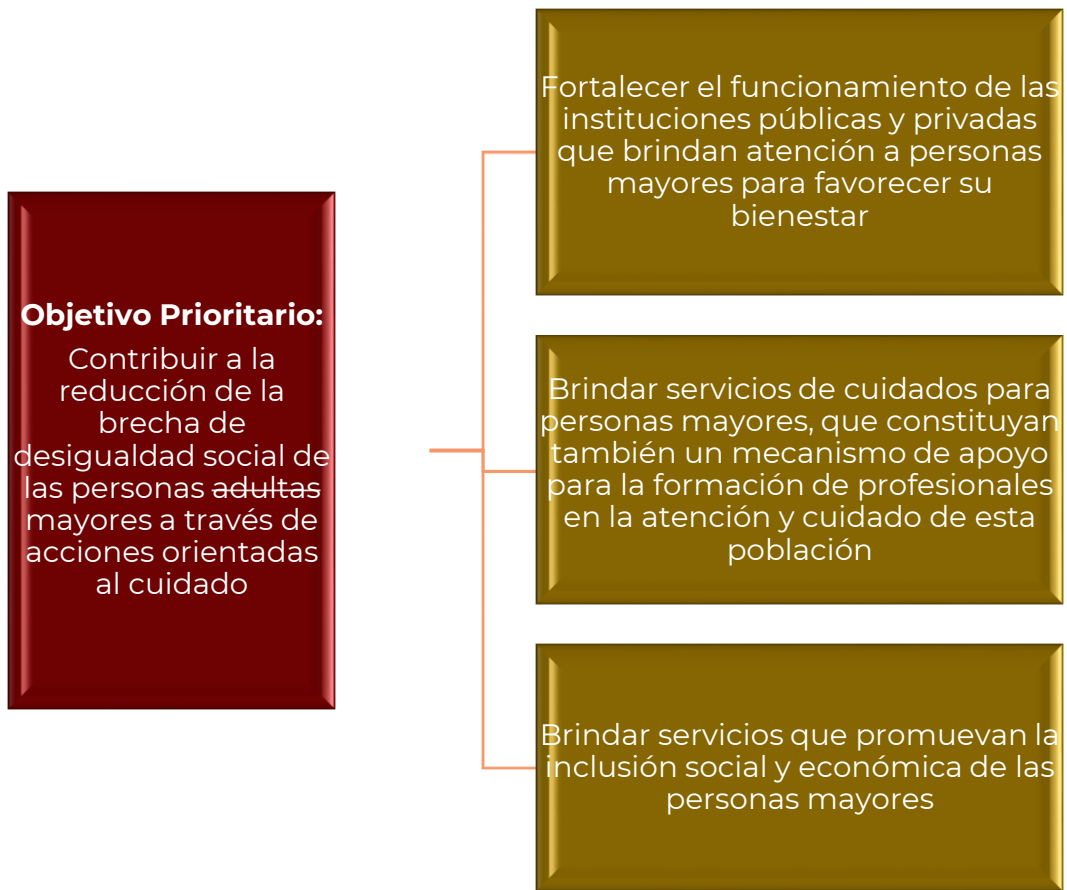 Objetivo Prioritario:
Contribuir a la
reducción de la
brecha de
desigualdad social de
las personas adultas
mayores a través de
acciones orientadas
al cuidado
Fortalecer el funcionamiento de las
instituciones públicas y privadas
que brindan atención a personas
mayores para favorecer su
bienestar
Brindar servicios de cuidados para
personas mayores, que constituyan
también un mecanismo de apoyo
para la formación de profesionales
en la atención y cuidado de esta
población
Brindar servicios que promuevan la
inclusión social y económica de las
personas mayores